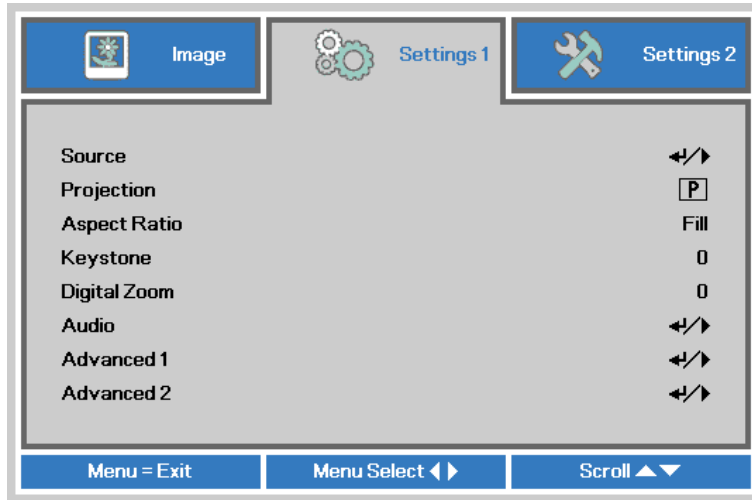 Image Settings 1 Settings 2
Source ↵/▶
Projection P
Aspect Ratio Fill
Keystone 0
Digital Zoom 0
Audio ↵/▶
Advanced 1 ↵/▶
Advanced 2 ↵/▶
Menu = Exit Menu Select ◀ ▶ Scroll ▲▼